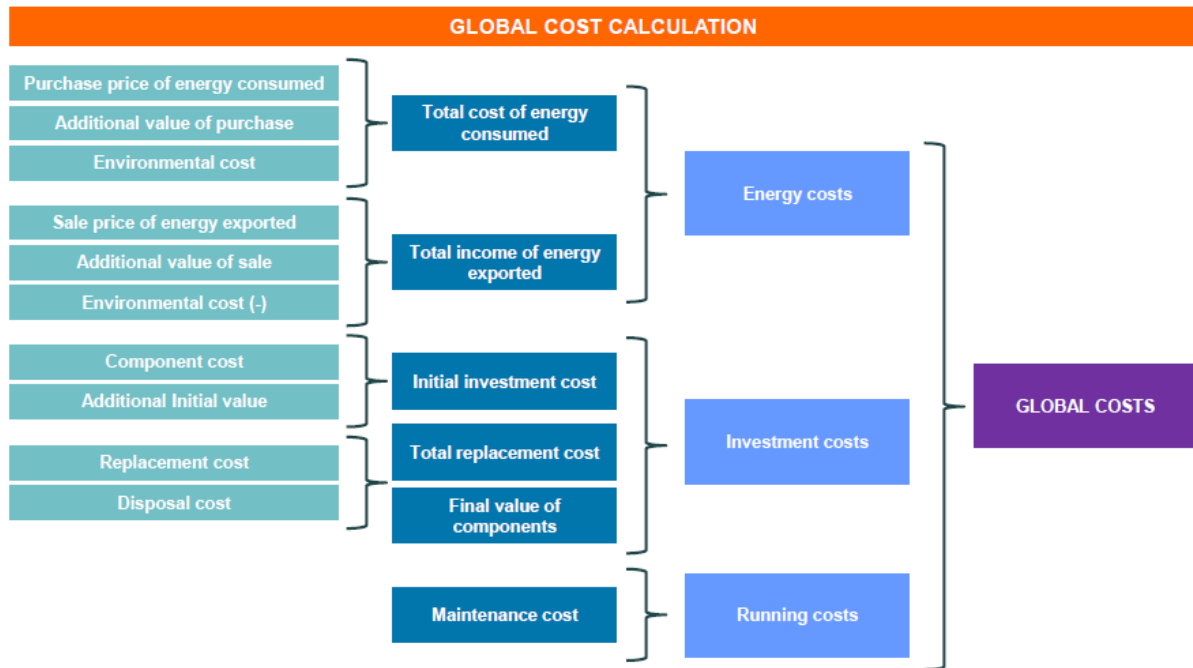 GLOBAL COST CALCULATION
Purchase price of energy consumed
Additional value of purchase
Environmental cost
Total cost of energy
consumed
Sale price of energy exported
Additional value of sale
Environmental cost (-)
Total income of energy
exported
Energy costs
Component cost
Additional Initial value
Initial investment cost
Replacement cost
Disposal cost
Total replacement cost
Final value of
components
Investment costs
Maintenance cost
Running costs
GLOBAL COSTS